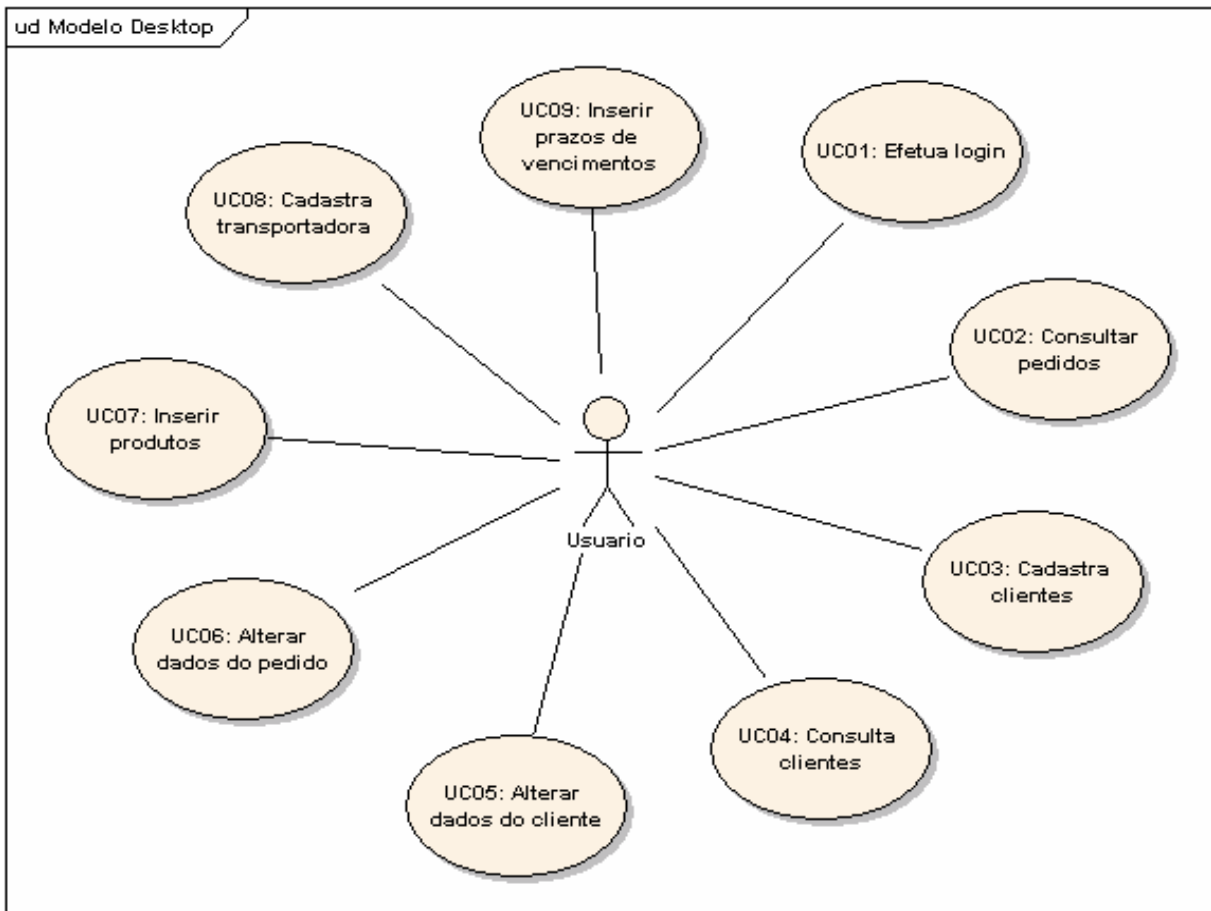 ud Modelo Desktop
UC09: Inserir
prazos de
vencimentos
UC01: Efetua login
UC08: Cadastra
transportadora
UC02: Consultar
pedidos
UC07: Inserir
produtos
Usuario
UC03: Cadastra
clientes
UC06: Alterar
dados do pedido
UC04: Consulta
clientes
UC05: Alterar
dados do cliente